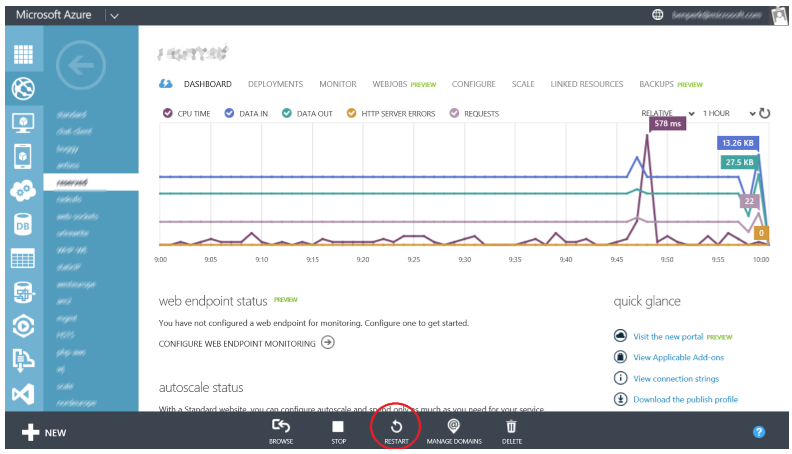 Microsoft Azure
DASHBOARD DEPLOYMENTS MONITOR WEBJOBS PREVIEW CONFIGURE SCALE LINKED RESOURCES BACKUPS PREVIEW
CPU TIME DATA IN DATA OUT HTTP SERVER ERRORS REQUESTS RELATIVE 1 HOUR
578 ms
13.26 KB
27.5 KB
22
0
9:00 9:05 9:10 9:15 9:20 9:25 9:30 9:35 9:40 9:45 9:50 9:55 10:00
reserved
DB
web endpoint status PREVIEW
You have not configured a web endpoint for monitoring. Configure one to get started.
CONFIGURE WEB ENDPOINT MONITORING
autoscale status
With a Standard website, you can configure autoscale and spend only as much as you need for your service
quick glance
Visit the new portal PREVIEW
View Applicable Add-ons
View connection strings
Download the publish profile
NEW
BROWSE STOP RESTART MANAGE DOMAINS DELETE
?